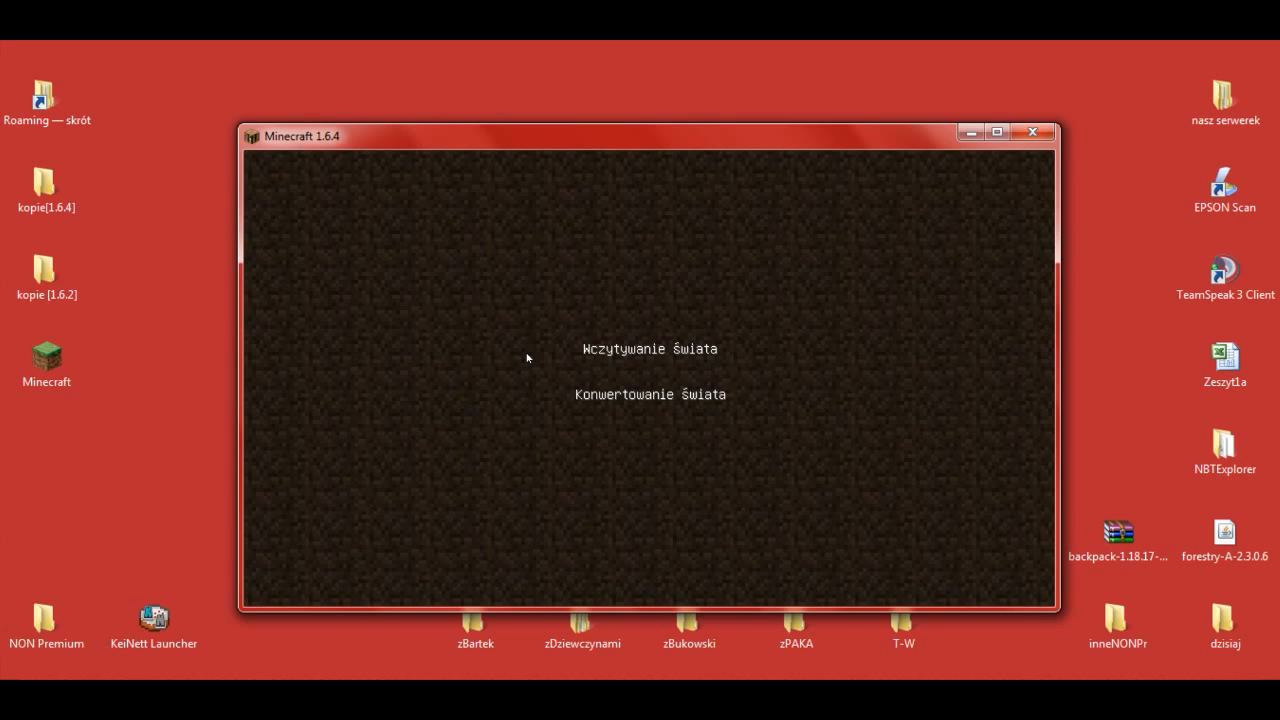 Roaming — skrót
kopie[1.6.4]
kopie [1.6.2]
Minecraft
NON Premium
KeiNett Launcher
Minecraft 1.6.4
Wczytywanie świata
Konwertowanie świata
zBartek
zDziewczynami
zBukowski
zPAKA
T-W
nasz serwerek
EPSON Scan
TeamSpeak 3 Client
Zeszyt1a
NBTExplorer
backpack-1.18.17-...
forestry-A-2.3.0.6
inneNONPr
dzisiaj